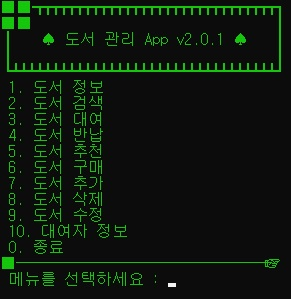 ♠ 도서 관리 App v2.0.1 ♠
1. 도서 정보
2. 도서 검색
3. 도서 대여
4. 도서 반납
5. 도서 추천
6. 도서 구매
7. 도서 추가
8. 도서 삭제
9. 도서 수정
10. 대여자 정보
0. 종료
메뉴를 선택하세요 :